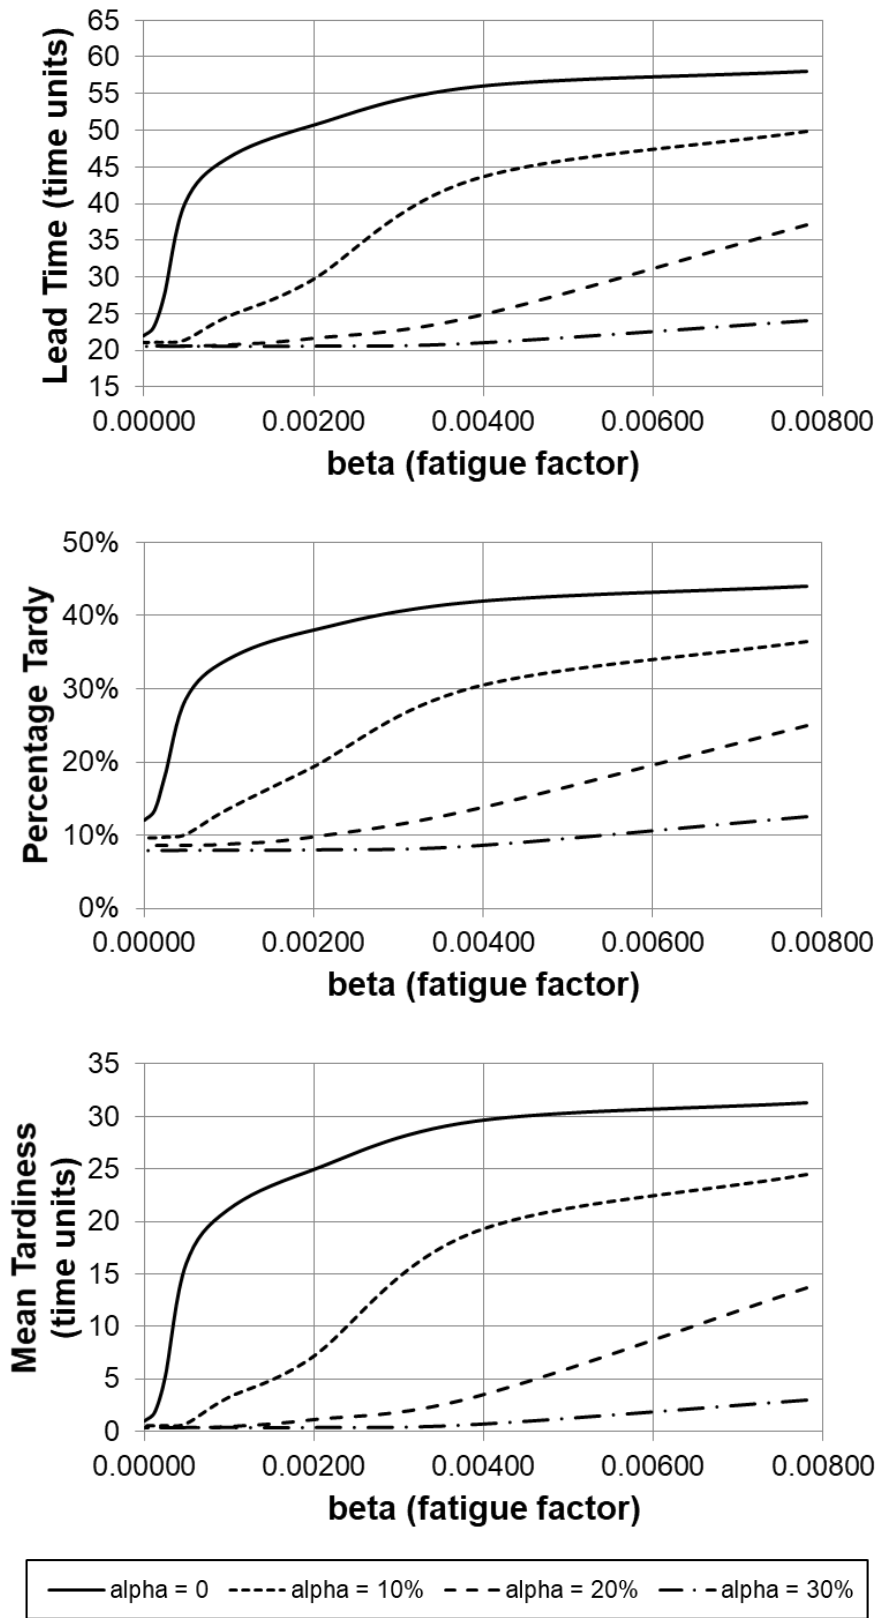 Lead Time (time units)
65
60
55
50
45
40
35
30
25
20
15
0.00000 0.00200 0.00400 0.00600 0.00800
beta (fatigue factor)
Percentage Tardy
50%
40%
30%
20%
10%
0%
0.00000 0.00200 0.00400 0.00600 0.00800
beta (fatigue factor)
Mean Tardiness
(time units)
35
30
25
20
15
10
5
0
0.00000 0.00200 0.00400 0.00600 0.00800
beta (fatigue factor)
alpha = 0 alpha = 10% alpha = 20% alpha = 30%